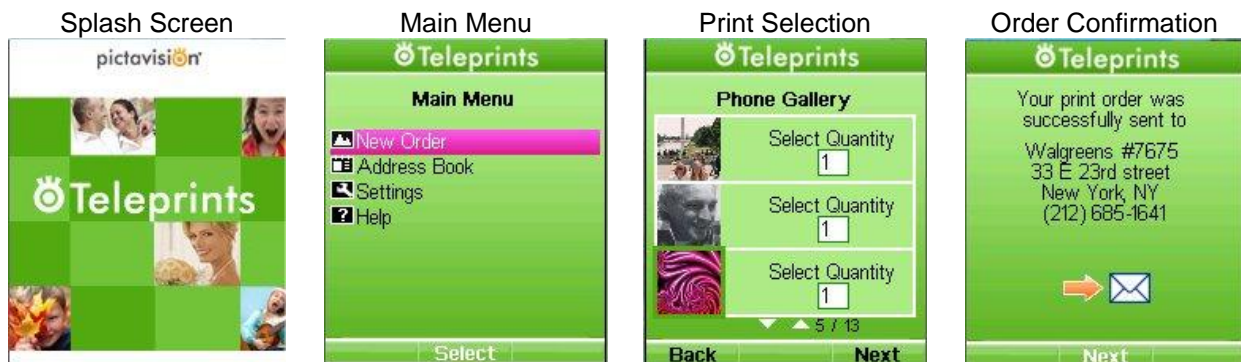 Splash Screen
pictavision
Teleprints
Main Menu
Teleprints
Main Menu
New Order
Address Book
Settings
Help
Select
Print Selection
Teleprints
Phone Gallery
Select Quantity
1
Select Quantity
1
Select Quantity
1
5 / 13
Back Next
Order Confirmation
Teleprints
Your print order was
successfully sent to
Walgreens #7675
33 E 23rd street
New York, NY
(212) 685-1641
Next